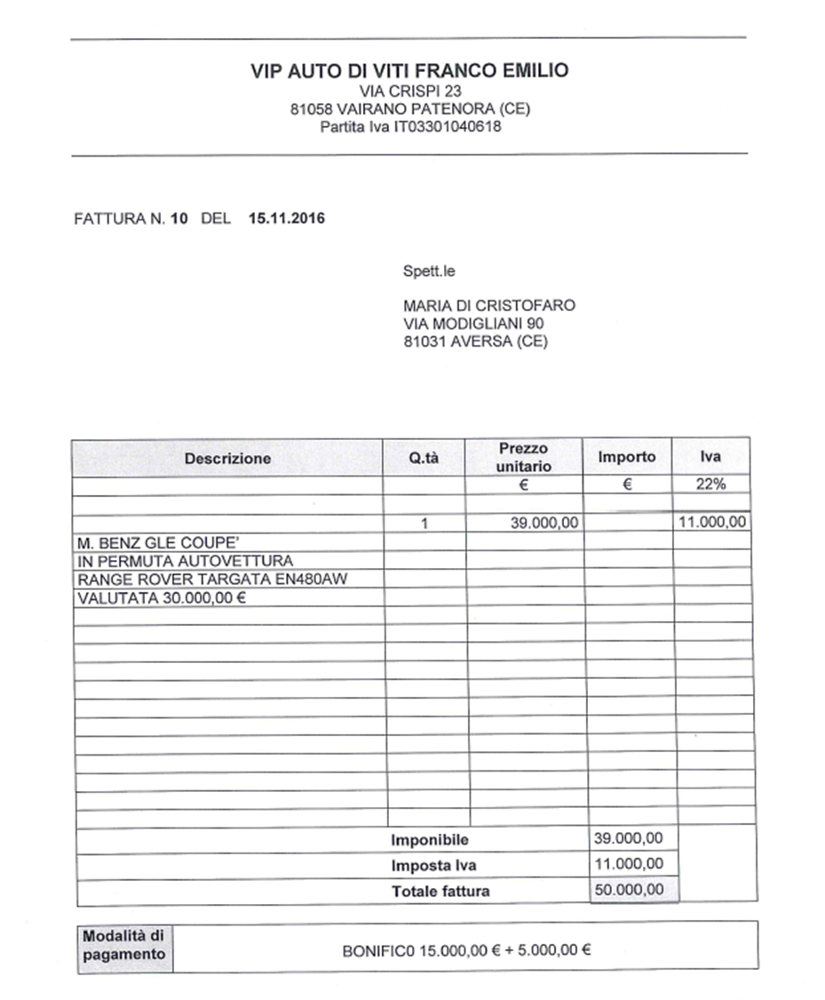 VIP AUTO DI VITI FRANCO EMILIO
VIA CRISPI 23
81058 VAIRANO PATENORA (CE)
Partita Iva IT03301040618
FATTURA N. 10 DEL 15.11.2016
Spett.le
MARIA DI CRISTOFARO
VIA MODIGLIANI 90
81031 AVERSA (CE)
Descrizione Q.tà Prezzo unitario Importo Iva
€ € 22%
1 39.000,00 11.000,00
M. BENZ GLE COUPE'
IN PERMUTA AUTOVETTURA
RANGE ROVER TARGATA EN480AW
VALUTATA 30.000,00 €
Imponibile 39.000,00
Imposta Iva 11.000,00
Totale fattura 50.000,00
Modalità di pagamento BONIFIC0 15.000,00 € + 5.000,00 €